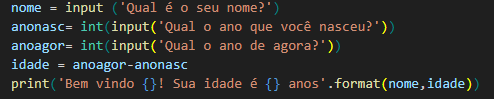 nome = input ('Qual é o seu nome?')
anonasc= int(input('Qual o ano que você nasceu?'))
anoagor= int(input('Qual o ano de agora?'))
idade = anoagor-anonasc
print('Bem vindo {}! Sua idade é {} anos'.format(nome,idade))